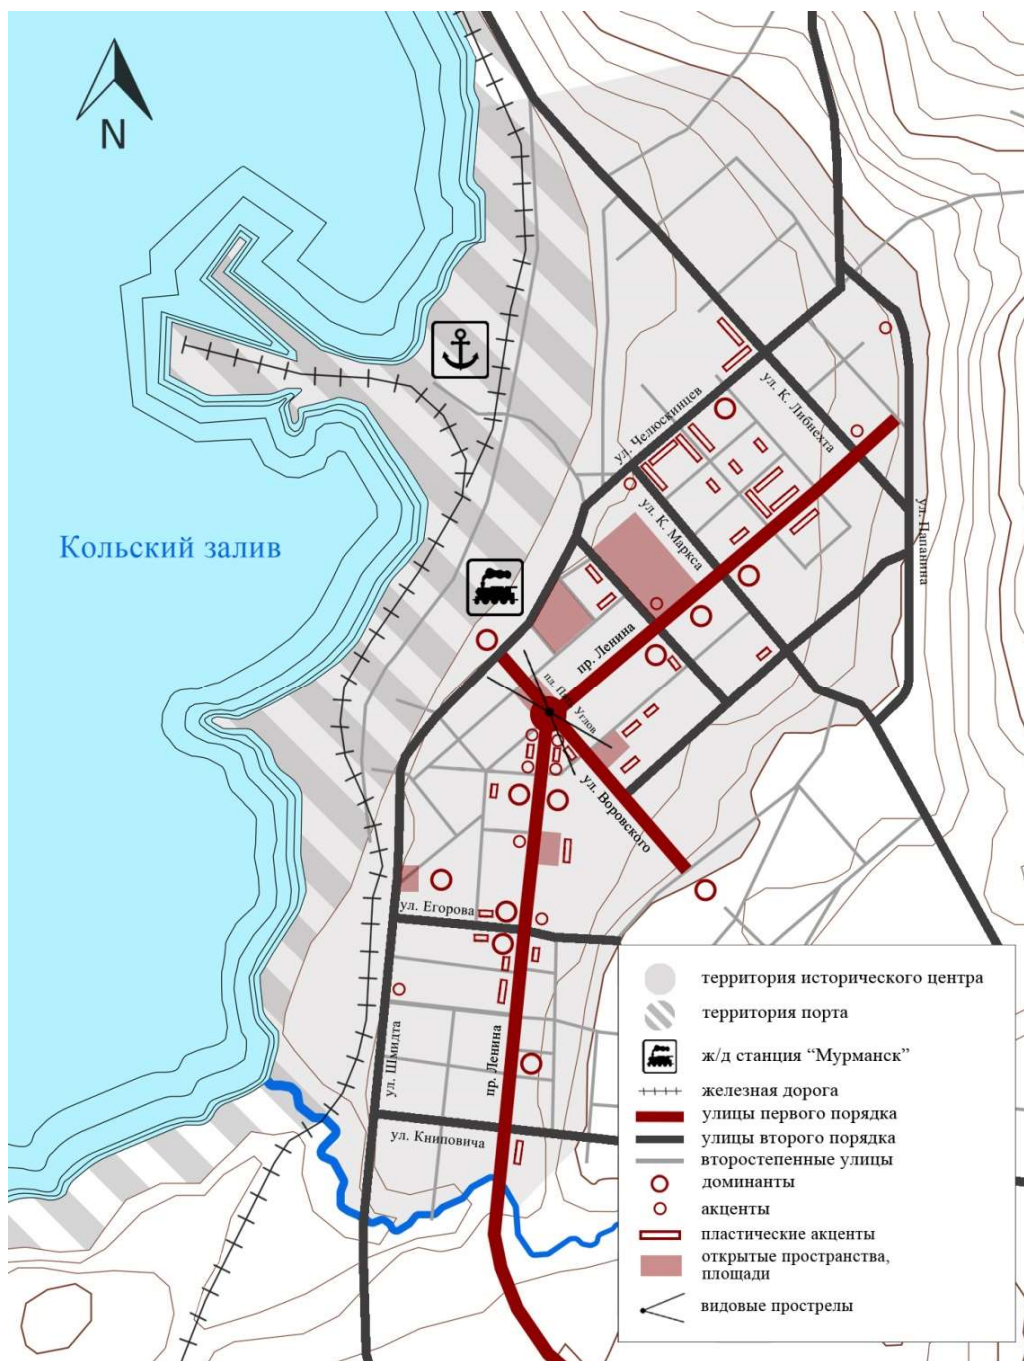 N
ул. К. Либнехта
ул. Челюскинцев
ул. К. Маркса
ул. Папанина
Кольский залив
пр. Ленина
пл. Пять Углов
ул. Воровского
ул. Егорова
ул. Шмидта
пр. Ленина
ул. Книповича
территория исторического центра
территория порта
ж/д станция “Мурманск”
железная дорога
улицы первого порядка
улицы второго порядка
второстепенные улицы
доминанты
акценты
пластические акценты
открытые пространства,
площади
видовые прострелы